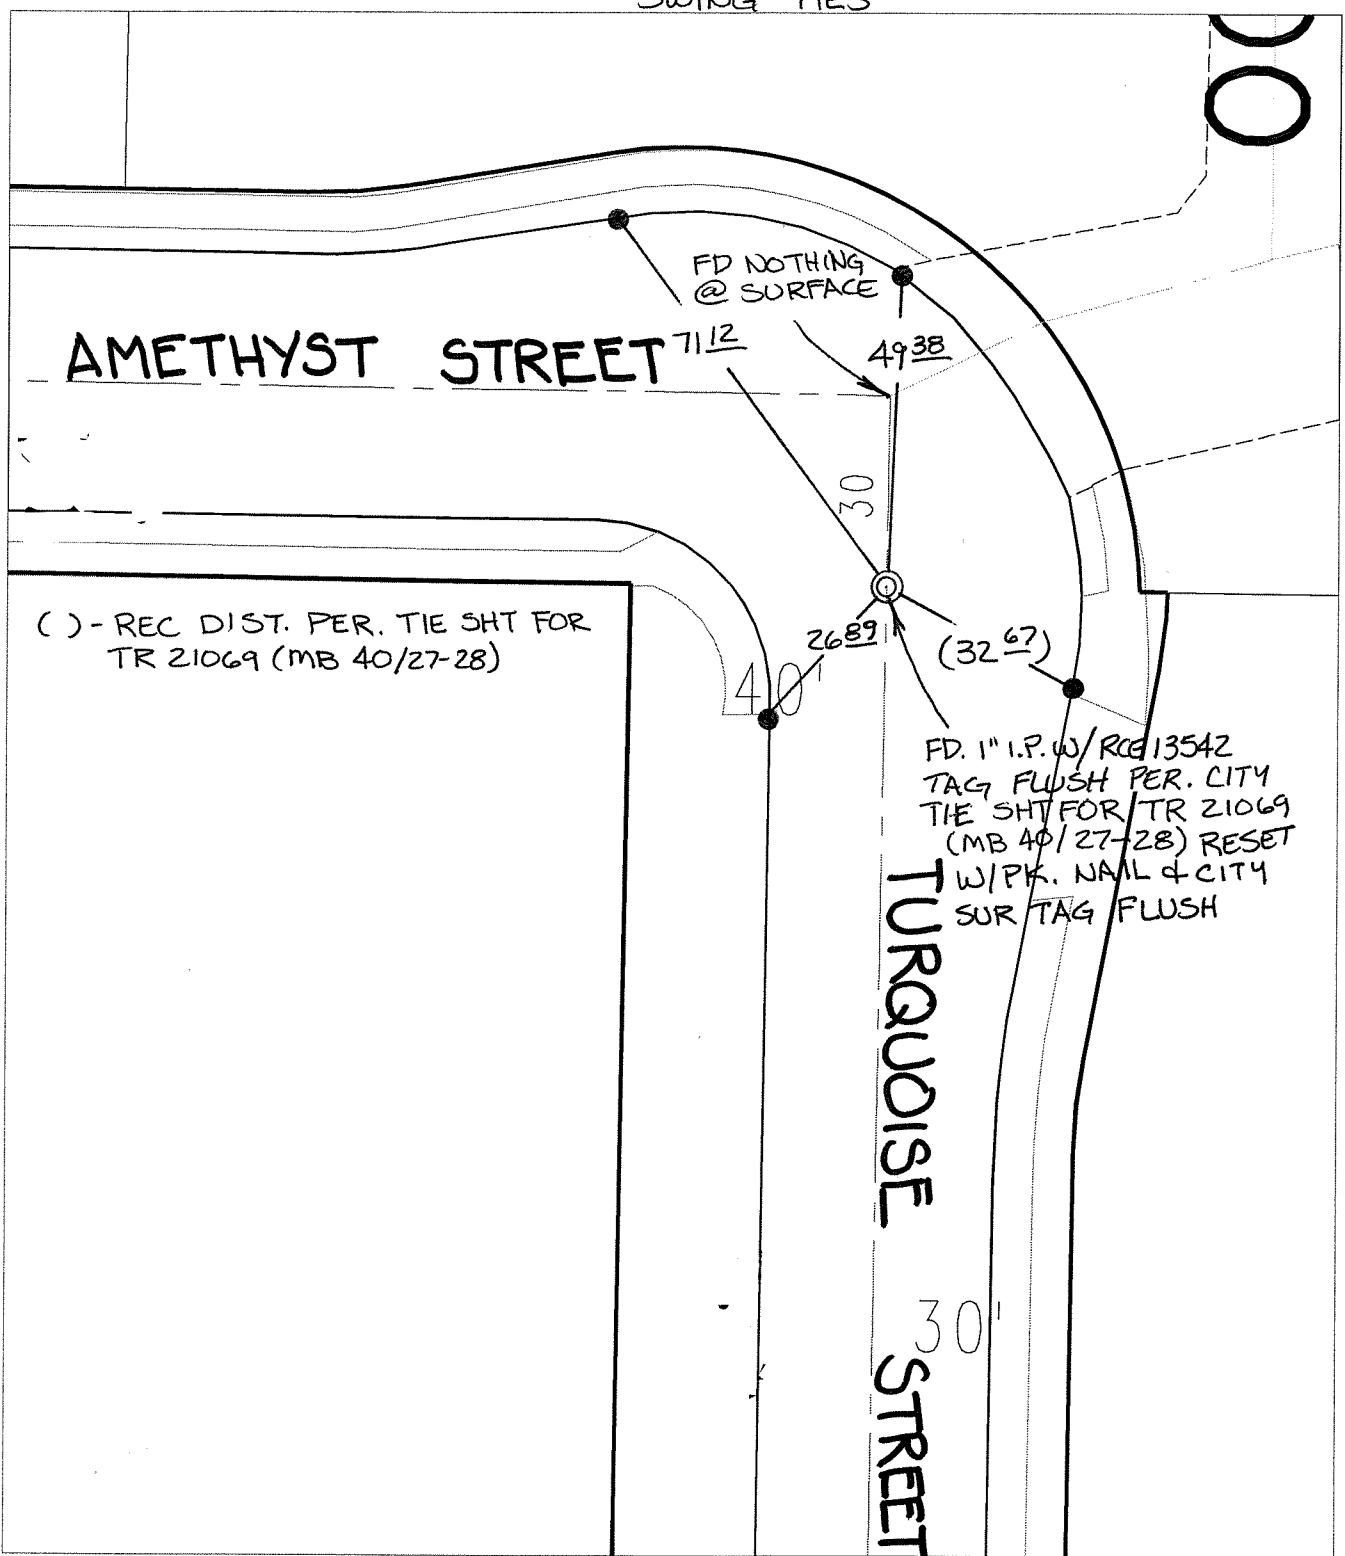 SWING TIES
FD NOTHING
@ SURFACE
AMETHYST STREET
71 12
49 38
30
( ) - REC DIST. PER. TIE SHT FOR
TR 21069 (MB 40/27-28)
26 89
(32 67)
40'
FD. 1" I.P. W/ RCE 13542
TAG FLUSH PER. CITY
TIE SHT FOR TR 21069
(MB 40/27-28) RESET
W/PK. NAIL & CITY
SUR TAG FLUSH
TURQUOISE STREET
30'